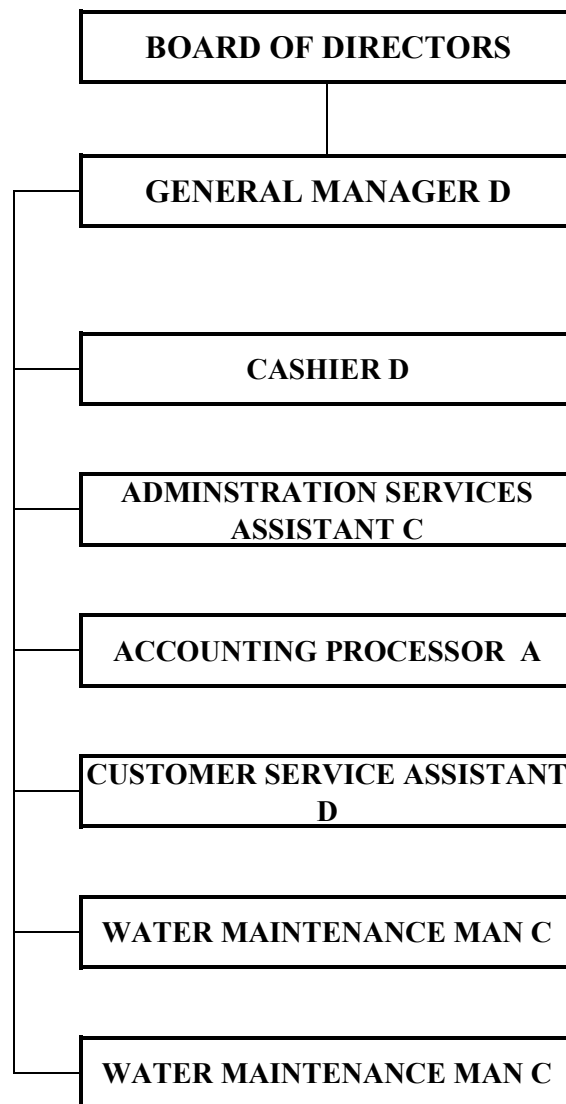 BOARD OF DIRECTORS
GENERAL MANAGER D
CASHIER D
ADMINSTRATION SERVICES
ASSISTANT C
ACCOUNTING PROCESSOR A
CUSTOMER SERVICE ASSISTANT
D
WATER MAINTENANCE MAN C
WATER MAINTENANCE MAN C